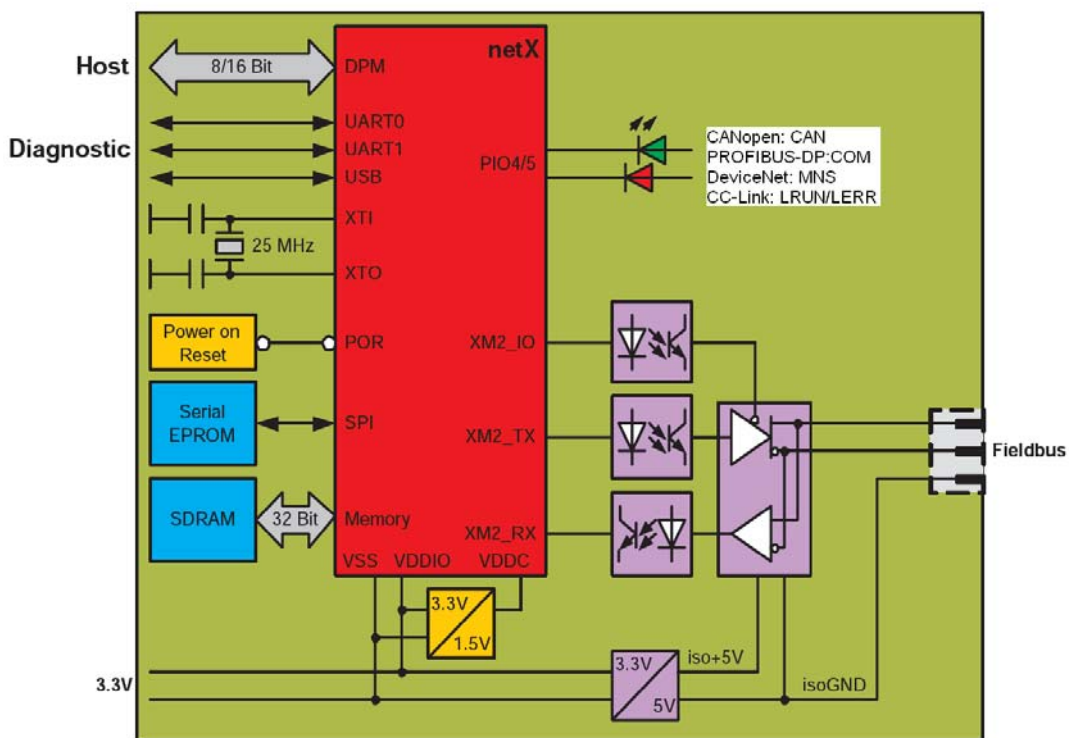 netX
Host
8/16 Bit
DPM
UART0
Diagnostic
UART1
USB
PIO4/5
CANopen: CAN
PROFIBUS-DP:COM
DeviceNet: MNS
CC-Link: LRUN/LERR
XTI
25 MHz
XTO
Power on
Reset
POR
XM2_IO
Serial
EPROM
SPI
XM2_TX
Fieldbus
SDRAM
32 Bit
Memory
XM2_RX
VSS
VDDIO
VDDC
3.3V
1.5V
3.3V
3.3V
5V
iso+5V
isoGND